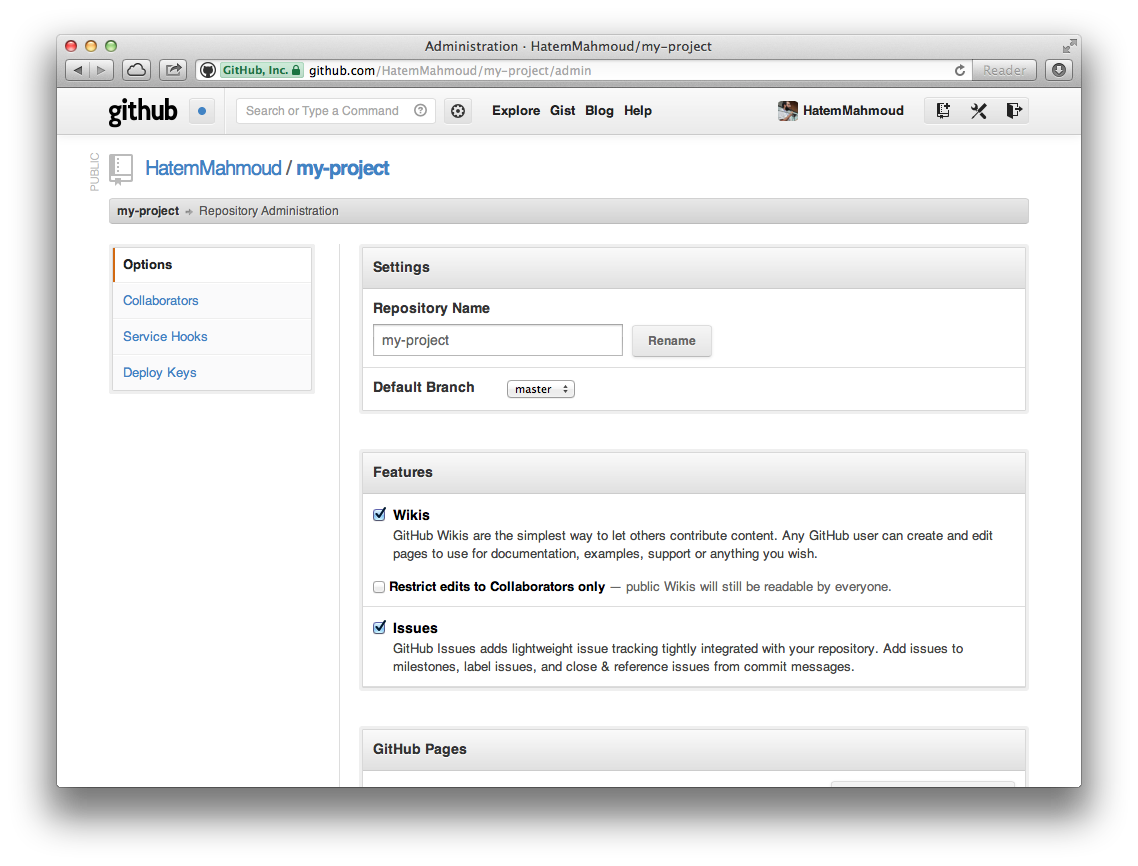 Administration · HatemMahmoud/my-project
GitHub, Inc. github.com/HatemMahmoud/my-project/admin Reader
github Search or Type a Command Explore Gist Blog Help HatemMahmoud
PUBLIC
HatemMahmoud / my-project
my-project Repository Administration
Options
Collaborators
Service Hooks
Deploy Keys
Settings
Repository Name
my-project Rename
Default Branch master
Features
Wikis
GitHub Wikis are the simplest way to let others contribute content. Any GitHub user can create and edit
pages to use for documentation, examples, support or anything you wish.
Restrict edits to Collaborators only — public Wikis will still be readable by everyone.
Issues
GitHub Issues adds lightweight issue tracking tightly integrated with your repository. Add issues to
milestones, label issues, and close & reference issues from commit messages.
GitHub Pages